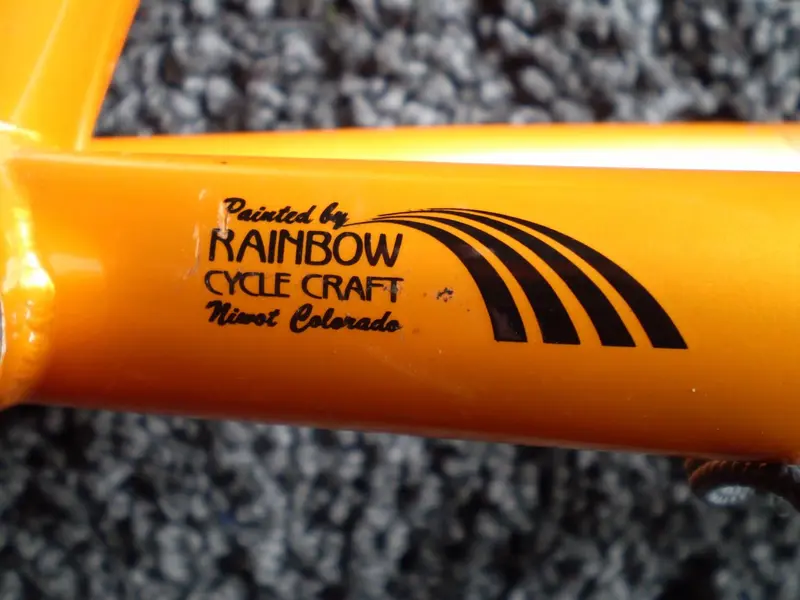 Painted by
RAINBOW
CYCLE CRAFT
Niwot Colorado